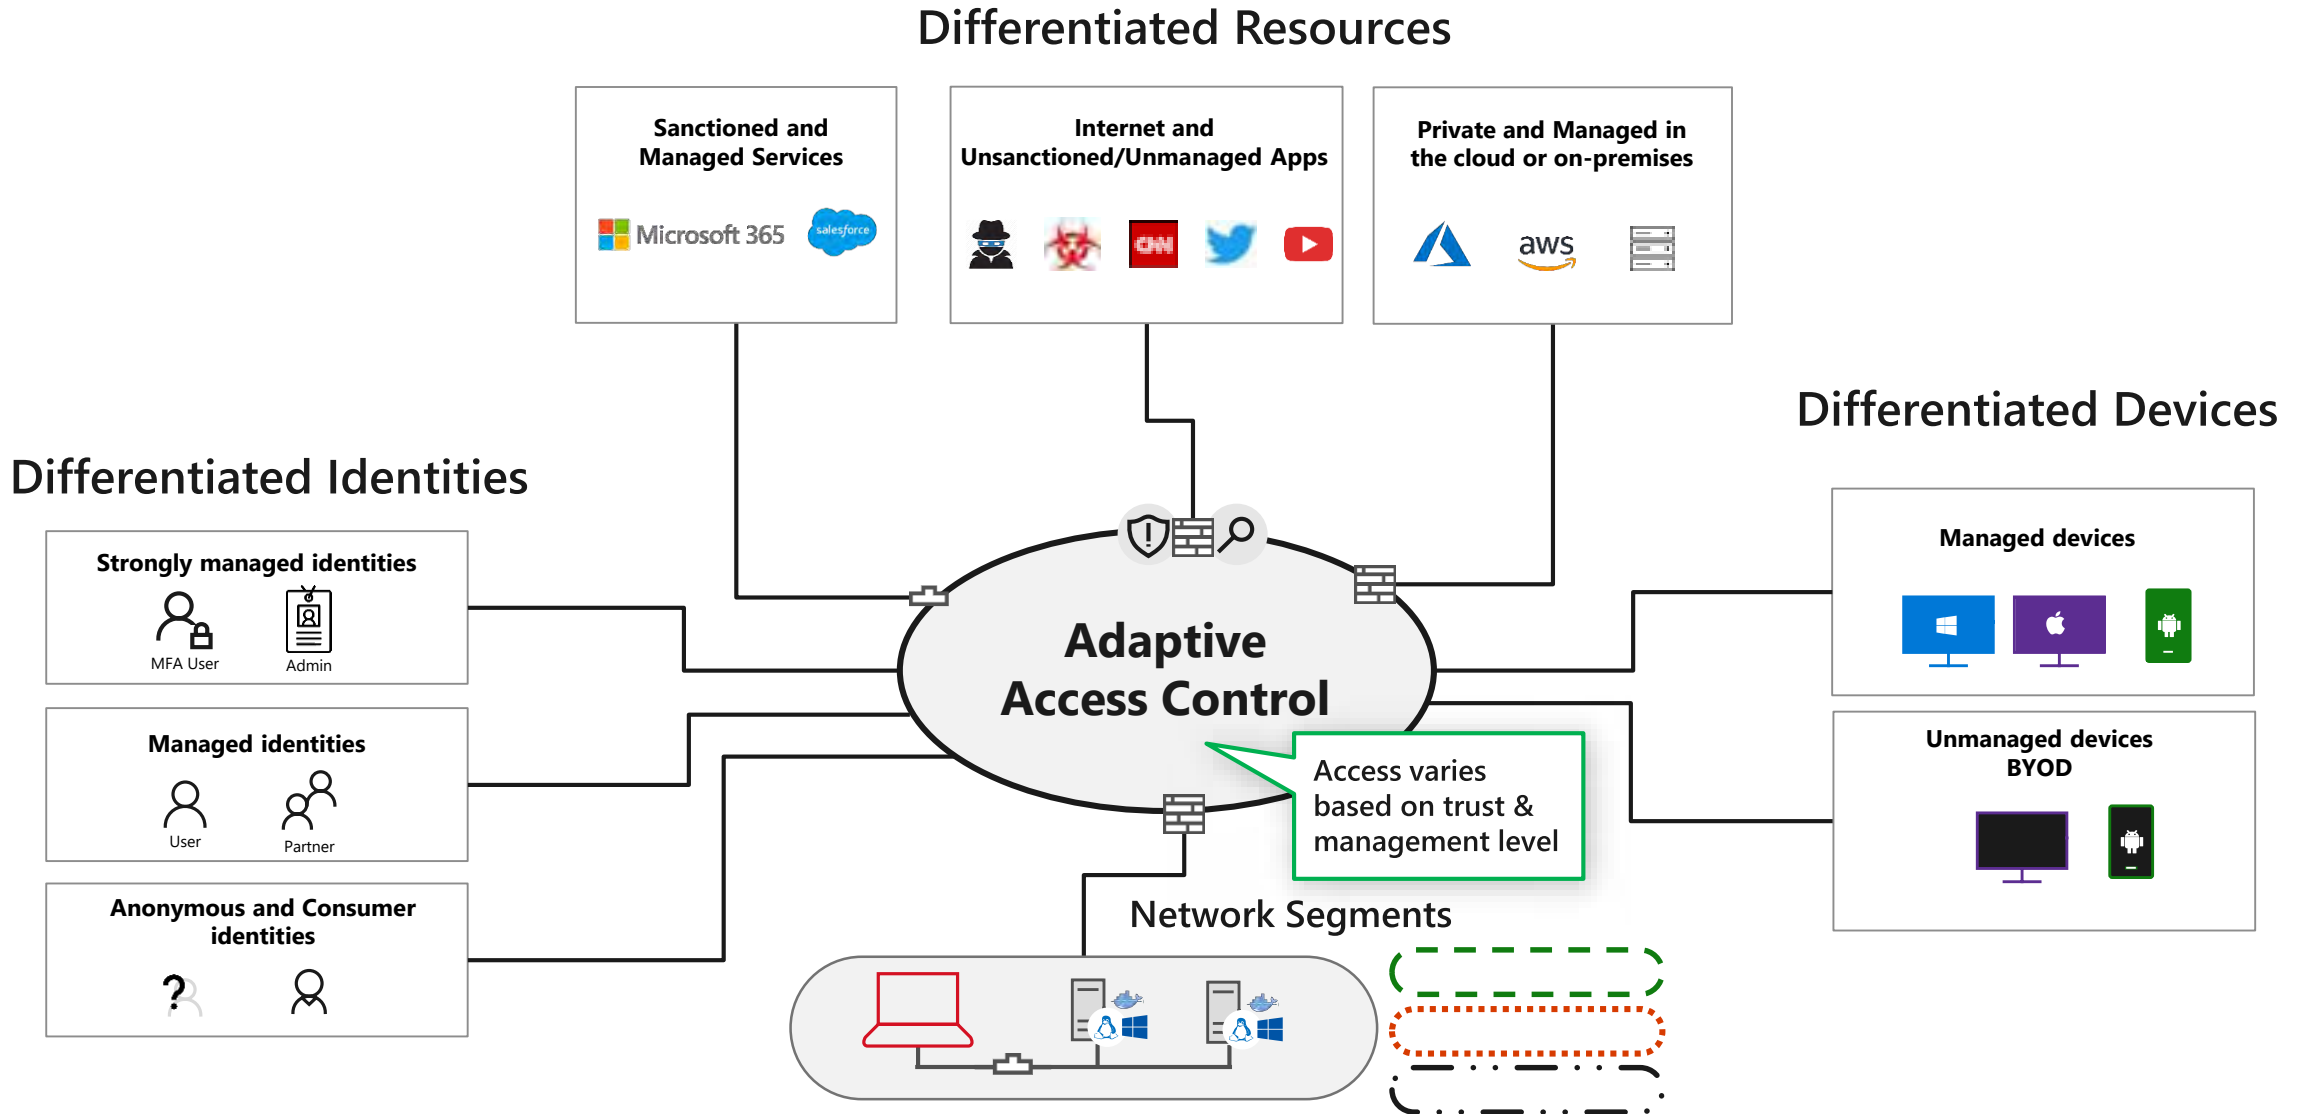 Differentiated Resources
Sanctioned and
Managed Services
Microsoft 365
salesforce
Internet and
Unsanctioned/Unmanaged Apps
CNN
Private and Managed in
the cloud or on-premises
aws
Differentiated Identities
Strongly managed identities
MFA User
Admin
Managed identities
User
Partner
Anonymous and Consumer
identities
?
Adaptive
Access Control
Access varies
based on trust &
management level
Differentiated Devices
Managed devices
Unmanaged devices
BYOD
Network Segments